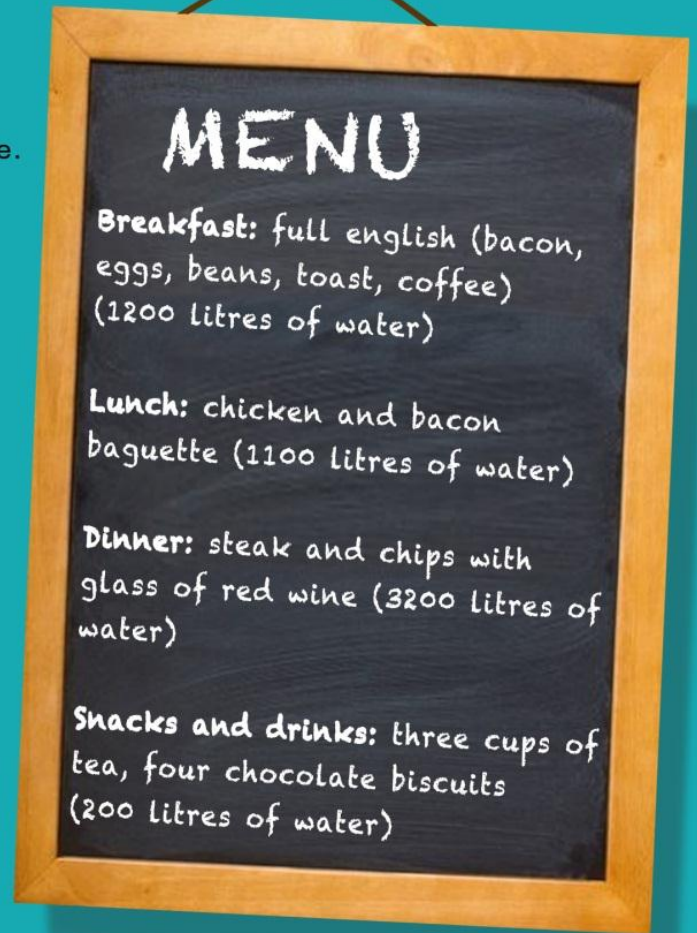 e.
MENU
Breakfast: full english (bacon,
eggs, beans, toast, coffee)
(1200 litres of water)
Lunch: chicken and bacon
baguette (1100 litres of water)
Dinner: steak and chips with
glass of red wine (3200 litres of
water)
Snacks and drinks: three cups of
tea, four chocolate biscuits
(200 litres of water)